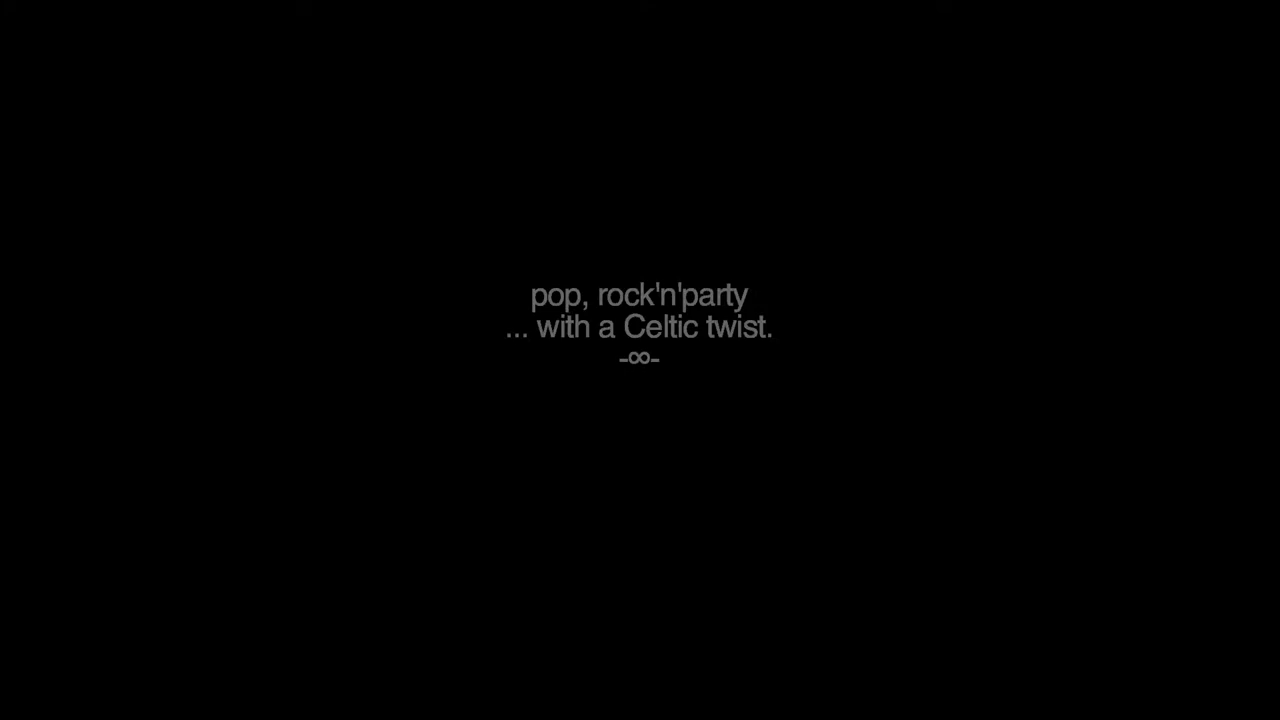 pop, rock'n'party
... with a Celtic twist.
-∞-